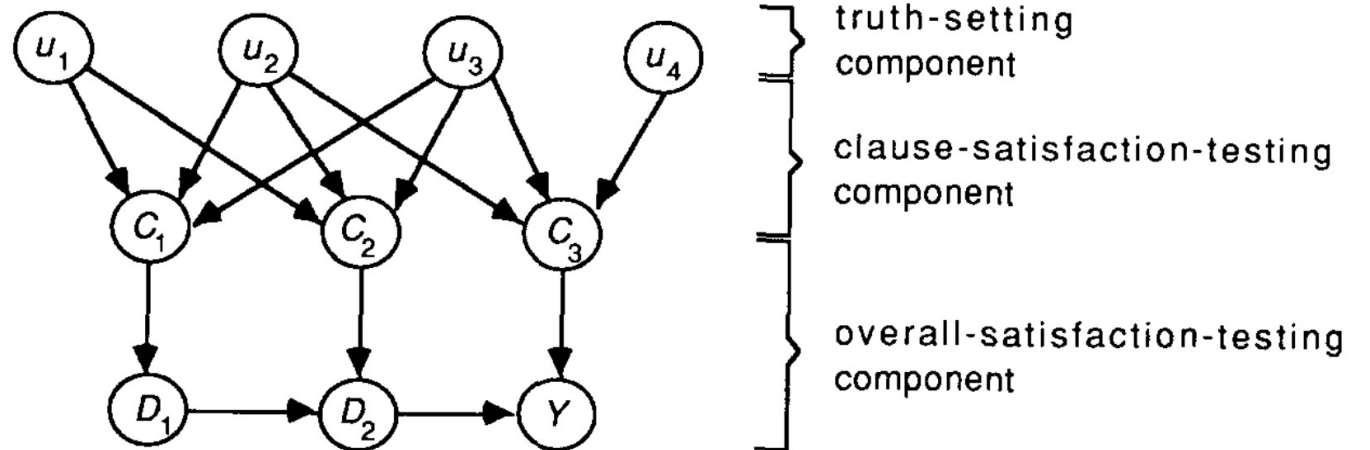 u1 u2 u3 u4
truth-setting
component
C1 C2 C3
clause-satisfaction-testing
component
D1 D2 Y
overall-satisfaction-testing
component